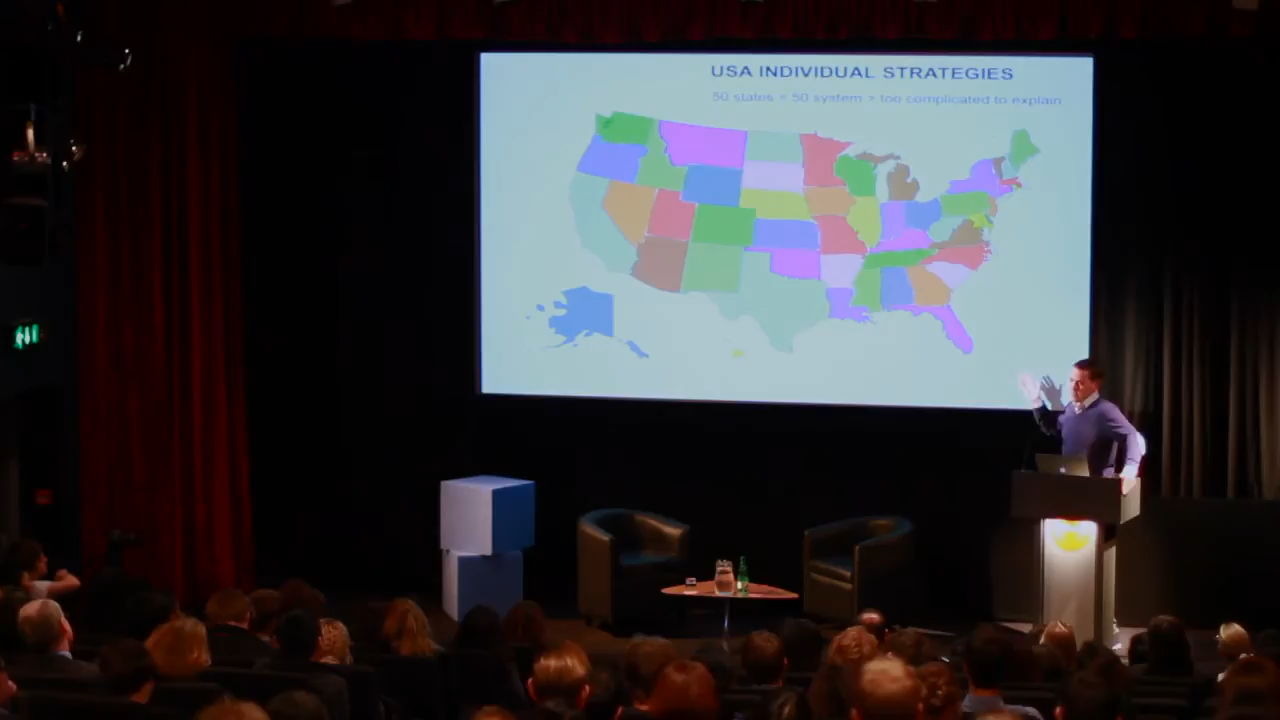 USA INDIVIDUAL STRATEGIES
50 states = 50 system > too complicated to explain